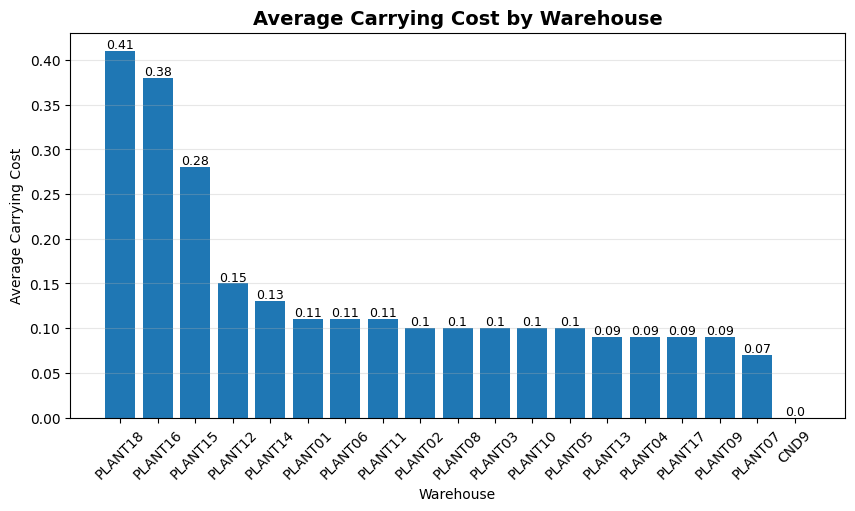 Average Carrying Cost by Warehouse
Average Carrying Cost
0.40
0.35
0.30
0.25
0.20
0.15
0.10
0.05
0.00
0.41
0.38
0.28
0.15
0.13
0.11
0.11
0.11
0.1
0.1
0.1
0.1
0.1
0.09
0.09
0.09
0.09
0.07
0.0
PLANT18
PLANT16
PLANT15
PLANT12
PLANT14
PLANT01
PLANT06
PLANT11
PLANT02
PLANT08
PLANT03
PLANT10
PLANT05
PLANT13
PLANT04
PLANT17
PLANT09
PLANT07
CND9
Warehouse